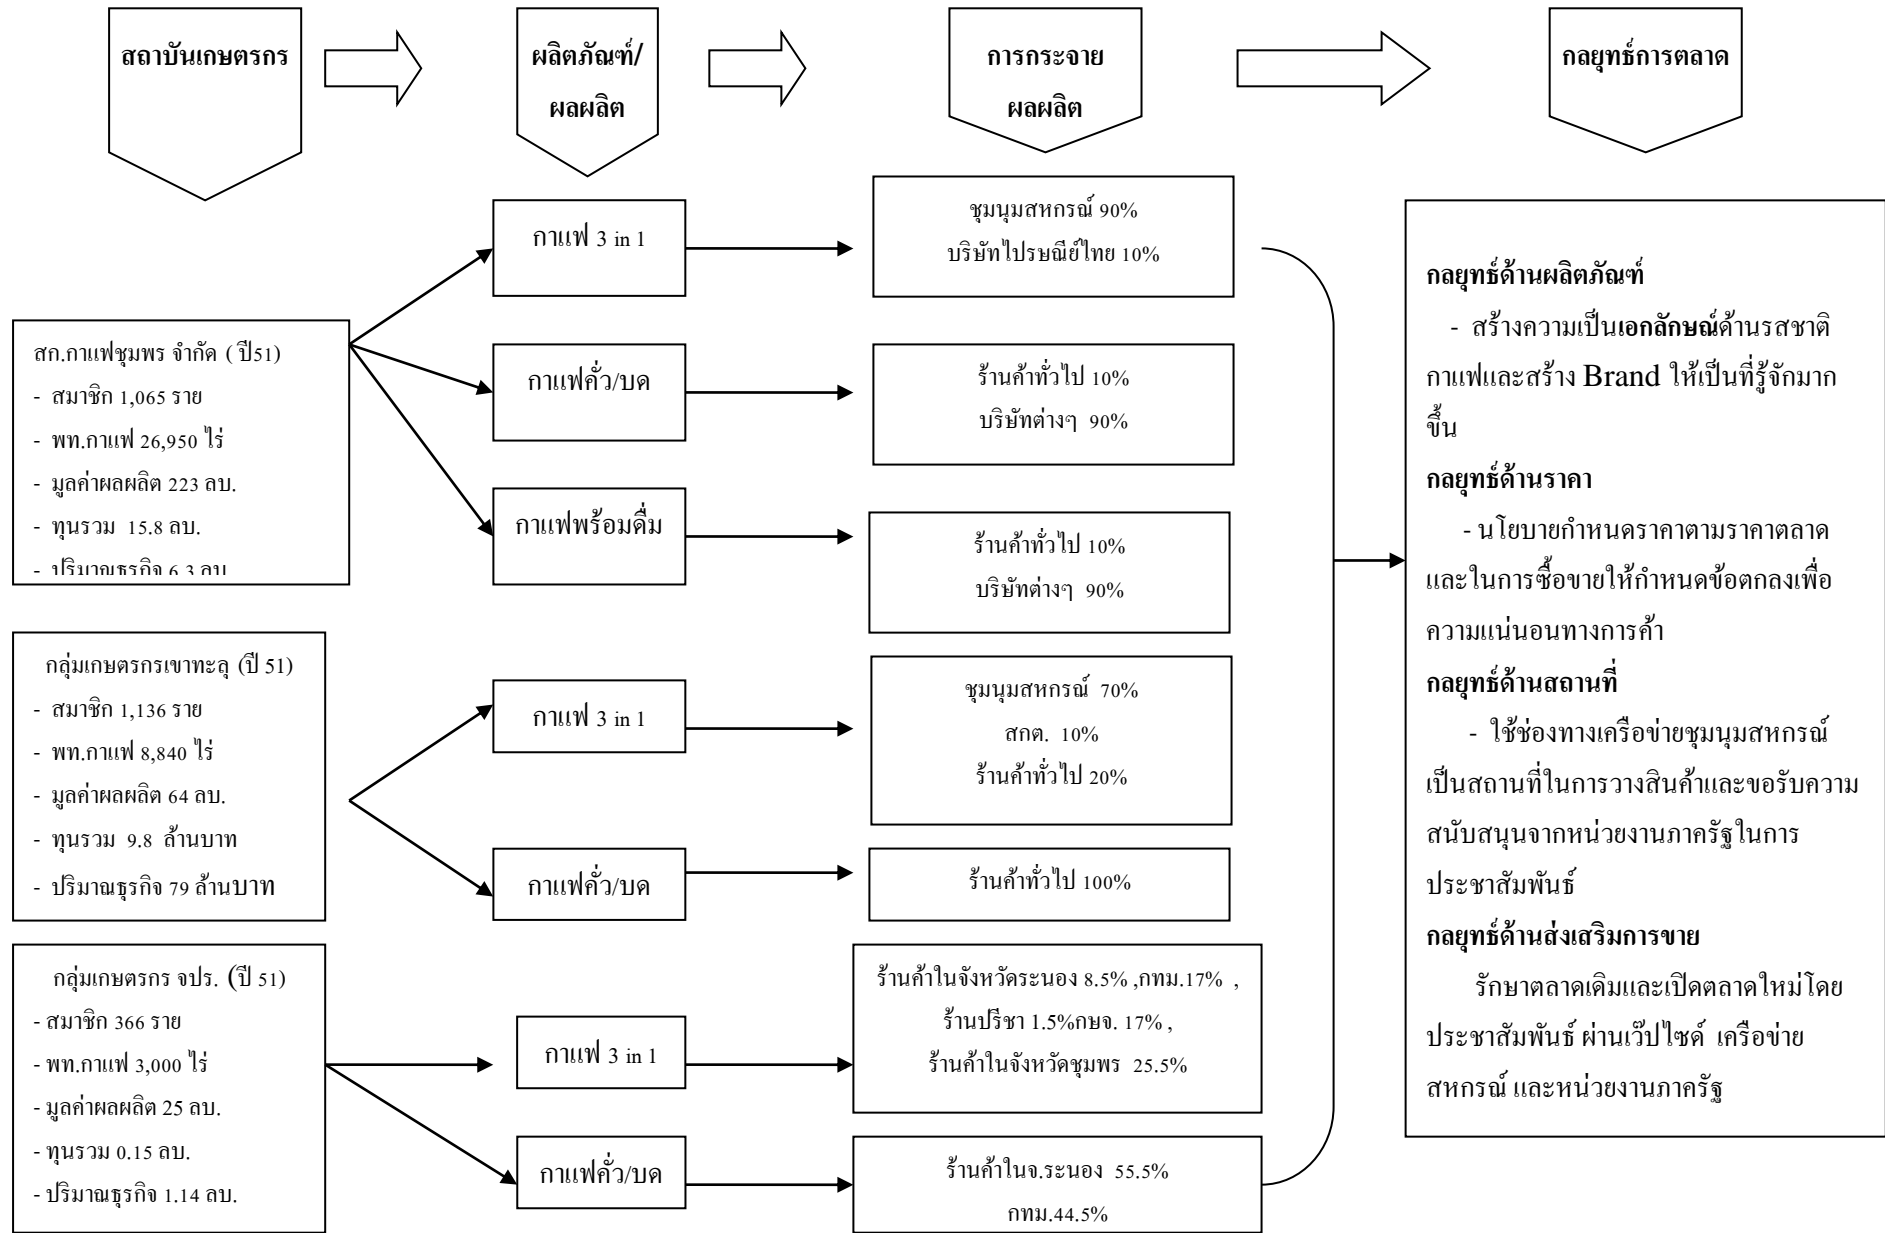 สถาบันเกษตรกร
ผลิตภัณฑ์/
ผลผลิต
การกระจาย
ผลผลิต
กลยุทธ์การตลาด
สก.กาแฟชุมพร จำกัด ( ปี51)
- สมาชิก 1,065 ราย
- พท.กาแฟ 26,950 ไร่
- มูลค่าผลผลิต 223 ลบ.
- ทุนรวม 15.8 ลบ.
- ปริมาณธุรกิจ 6.3 ลบ
กาแฟ 3 in 1
ชุมนุมสหกรณ์ 90%
บริษัทไปรษณีย์ไทย 10%
กาแฟคั่ว/บด
ร้านค้าทั่วไป 10%
บริษัทต่างๆ 90%
กาแฟพร้อมดื่ม
ร้านค้าทั่วไป 10%
บริษัทต่างๆ 90%
กลุ่มเกษตรกรเขาทะลุ (ปี 51)
- สมาชิก 1,136 ราย
- พท.กาแฟ 8,840 ไร่
- มูลค่าผลผลิต 64 ลบ.
- ทุนรวม 9.8 ล้านบาท
- ปริมาณธุรกิจ 79 ล้านบาท
กาแฟ 3 in 1
ชุมนุมสหกรณ์ 70%
สกต. 10%
ร้านค้าทั่วไป 20%
กาแฟคั่ว/บด
ร้านค้าทั่วไป 100%
กลุ่มเกษตรกร จปร. (ปี 51)
- สมาชิก 366 ราย
- พท.กาแฟ 3,000 ไร่
- มูลค่าผลผลิต 25 ลบ.
- ทุนรวม 0.15 ลบ.
- ปริมาณธุรกิจ 1.14 ลบ.
กาแฟ 3 in 1
ร้านค้าในจังหวัดระนอง 8.5% ,กทม.17% ,
ร้านปรีชา 1.5%กษจ. 17% ,
ร้านค้าในจังหวัดชุมพร 25.5%
กาแฟคั่ว/บด
ร้านค้าในจ.ระนอง 55.5%
กทม.44.5%
กลยุทธ์ด้านผลิตภัณฑ์
- สร้างความเป็นเอกลักษณ์ด้านรสชาติ
กาแฟและสร้าง Brand ให้เป็นที่รู้จักมาก
ขึ้น
กลยุทธ์ด้านราคา
- นโยบายกำหนดราคาตามราคาตลาด
และในการซื้อขายให้กำหนดข้อตกลงเพื่อ
ความแน่นอนทางการค้า
กลยุทธ์ด้านสถานที่
- ใช้ช่องทางเครือข่ายชุมนุมสหกรณ์
เป็นสถานที่ในการวางสินค้าและขอรับความ
สนับสนุนจากหน่วยงานภาครัฐในการ
ประชาสัมพันธ์
กลยุทธ์ด้านส่งเสริมการขาย
รักษาตลาดเดิมและเปิดตลาดใหม่โดย
ประชาสัมพันธ์ ผ่านเว็ปไซด์ เครือข่าย
สหกรณ์ และหน่วยงานภาครัฐ